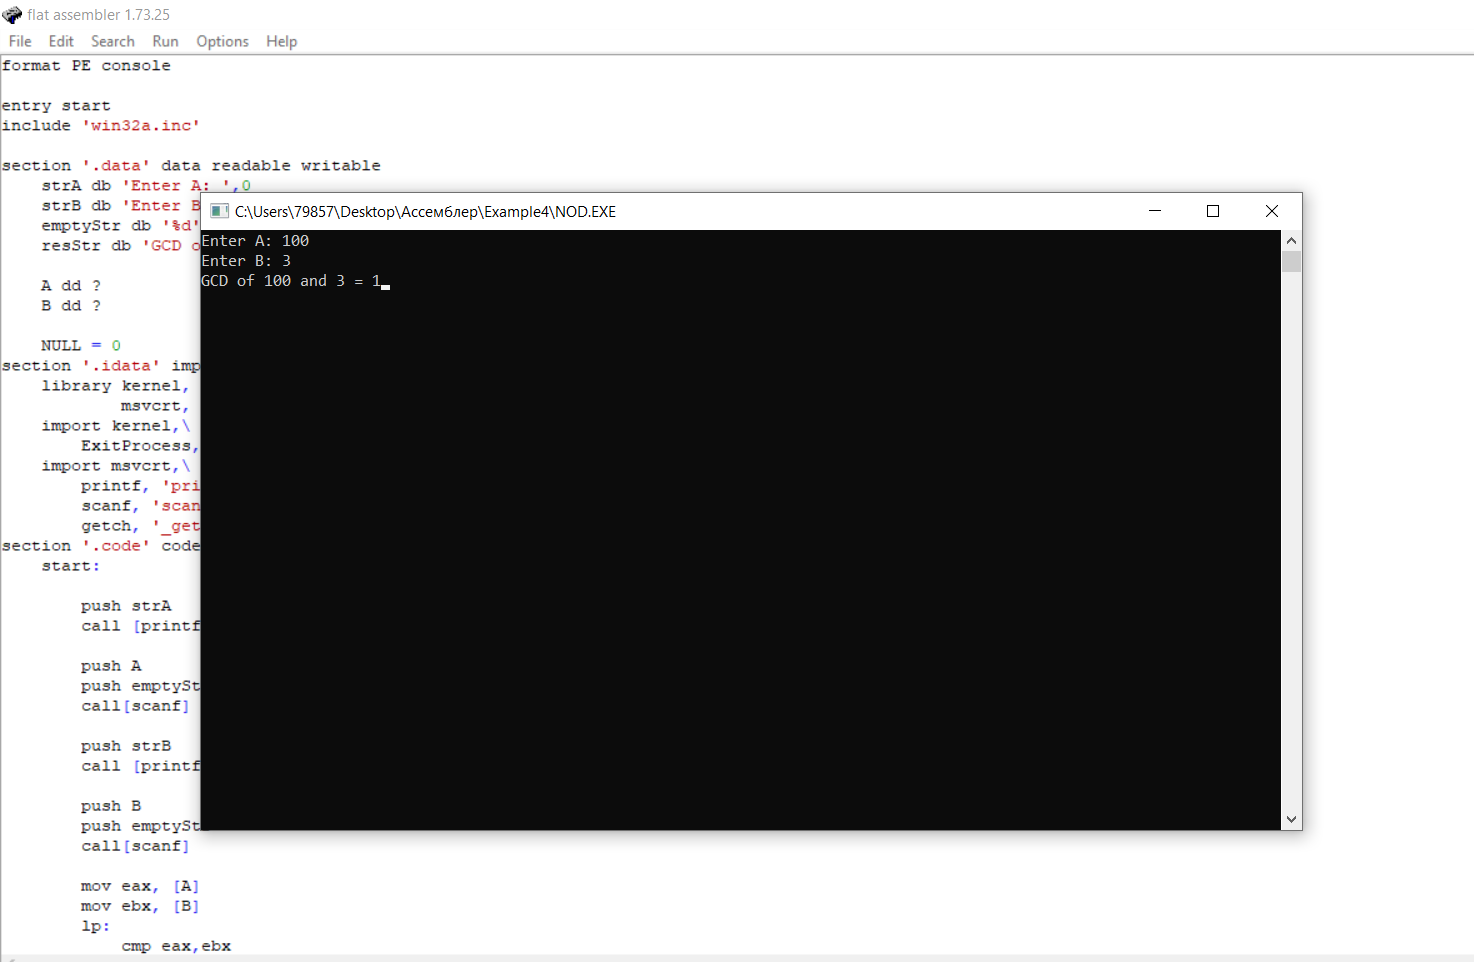 flat assembler 1.73.25
File Edit Search Run Options Help
format PE console
entry start
include 'win32a.inc'
section '.data' data readable writable
strA db 'Enter A: ',0
strB db 'Enter B
emptyStr db '%d'
resStr db 'GCD
A dd ?
B dd ?
NULL = 0
section '.idata'
library kernel,
msvcrt,
import kernel,\
ExitProcess,
import msvcrt,\
printf,
scanf, 'scan
getch,
section '.code' code
start:
push strA
call [printf
push A
push
call[scanf]
push strB
call [printf
push B
push
call[scanf]
mov eax, [A]
mov ebx, [B]
lp:
cmp eax,ebx
C:\Users\79857\Desktop\Ассемблер\Example4\NOD.EXE
Enter A: 100
Enter B: 3
GCD of 100 and 3 = 1